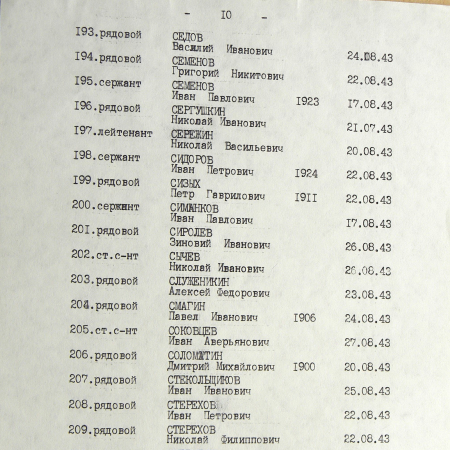 - 10 -
193.рядовой СЕДОВ
Василий Иванович 24.08.43
194.рядовой СЕМЕНОВ
Григорий Никитович 22.08.43
195.сержант СЕМЕНОВ
Иван Павлович 1923 17.08.43
196.рядовой СЕРГУШКИН
Николай Иванович 21.07.43
197.лейтенант СЕРЕЖИН
Николай Васильевич 20.08.43
198.сержант СИДОРОВ
Иван Петрович 1924 22.08.43
199.рядовой СИЗЫХ
Петр Гаврилович 1911 22.08.43
200.сержант СИМАНКОВ
Иван Павлович 17.08.43
201.рядовой СИРОЛЕВ
Зиновий Иванович 26.08.43
202.ст.с-нт СЫЧЕВ
Николай Иванович 26.08.43
203.рядовой СЛУЖЕНИКИН
Алексей Федорович 23.08.43
204.рядовой СМАГИН
Павел Иванович 1906 24.08.43
205.ст.с-нт СОКОВЦЕВ
Иван Аверьянович 27.08.43
206.рядовой СОЛОМАТИН
Дмитрий Михайлович 1900 20.08.43
207.рядовой СТЕКОЛЬЩИКОВ
Иван Иванович 25.08.43
208.рядовой СТЕРЕХОВ
Иван Петрович 22.08.43
209.рядовой СТЕРЕХОВ
Николай Филиппович 22.08.43